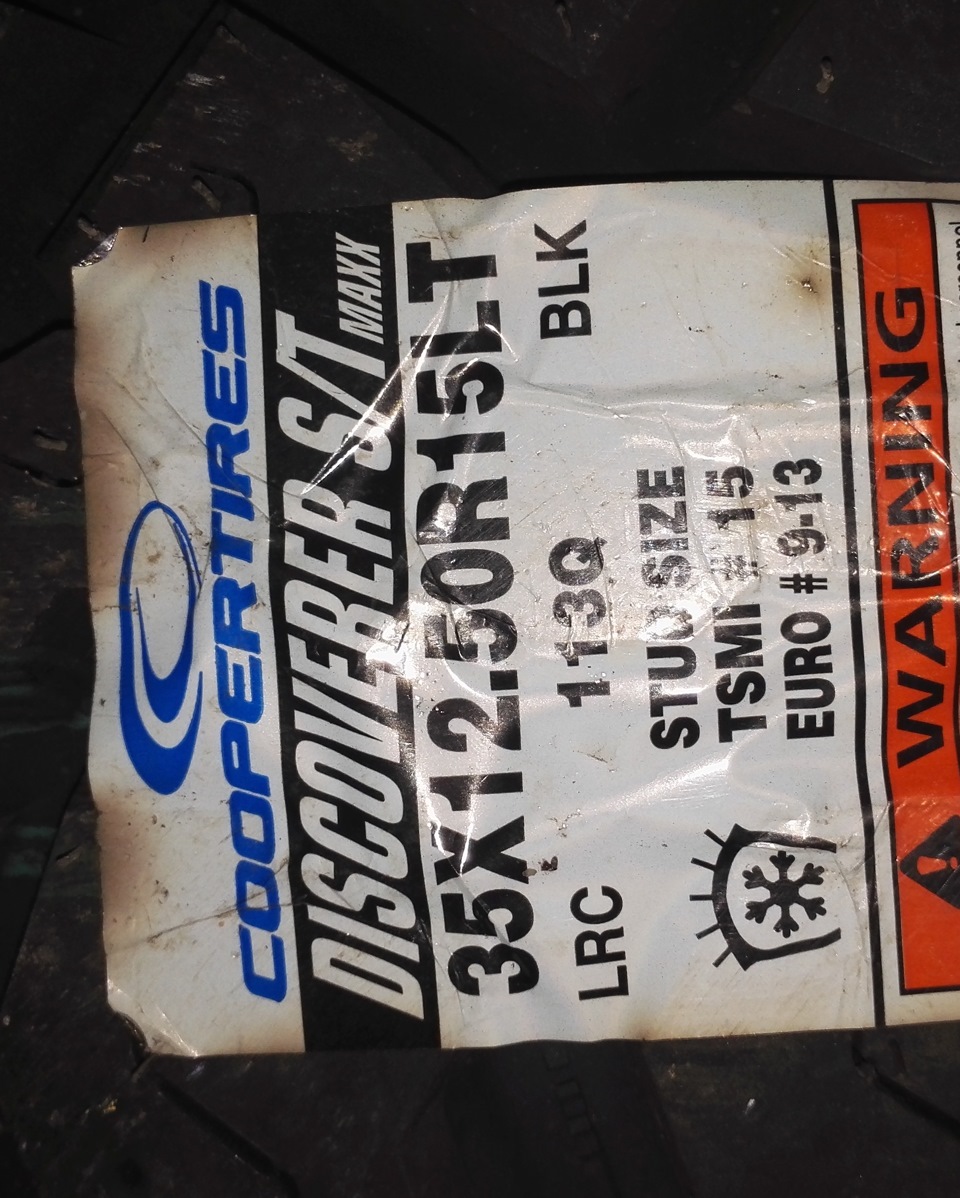 COOPERTIRES
DISCOVERER S/T MAXX
35X12.50R15LT
LRC 113Q BLK
STUD SIZE
TSMI # 15
EURO # 9-13
WARNING